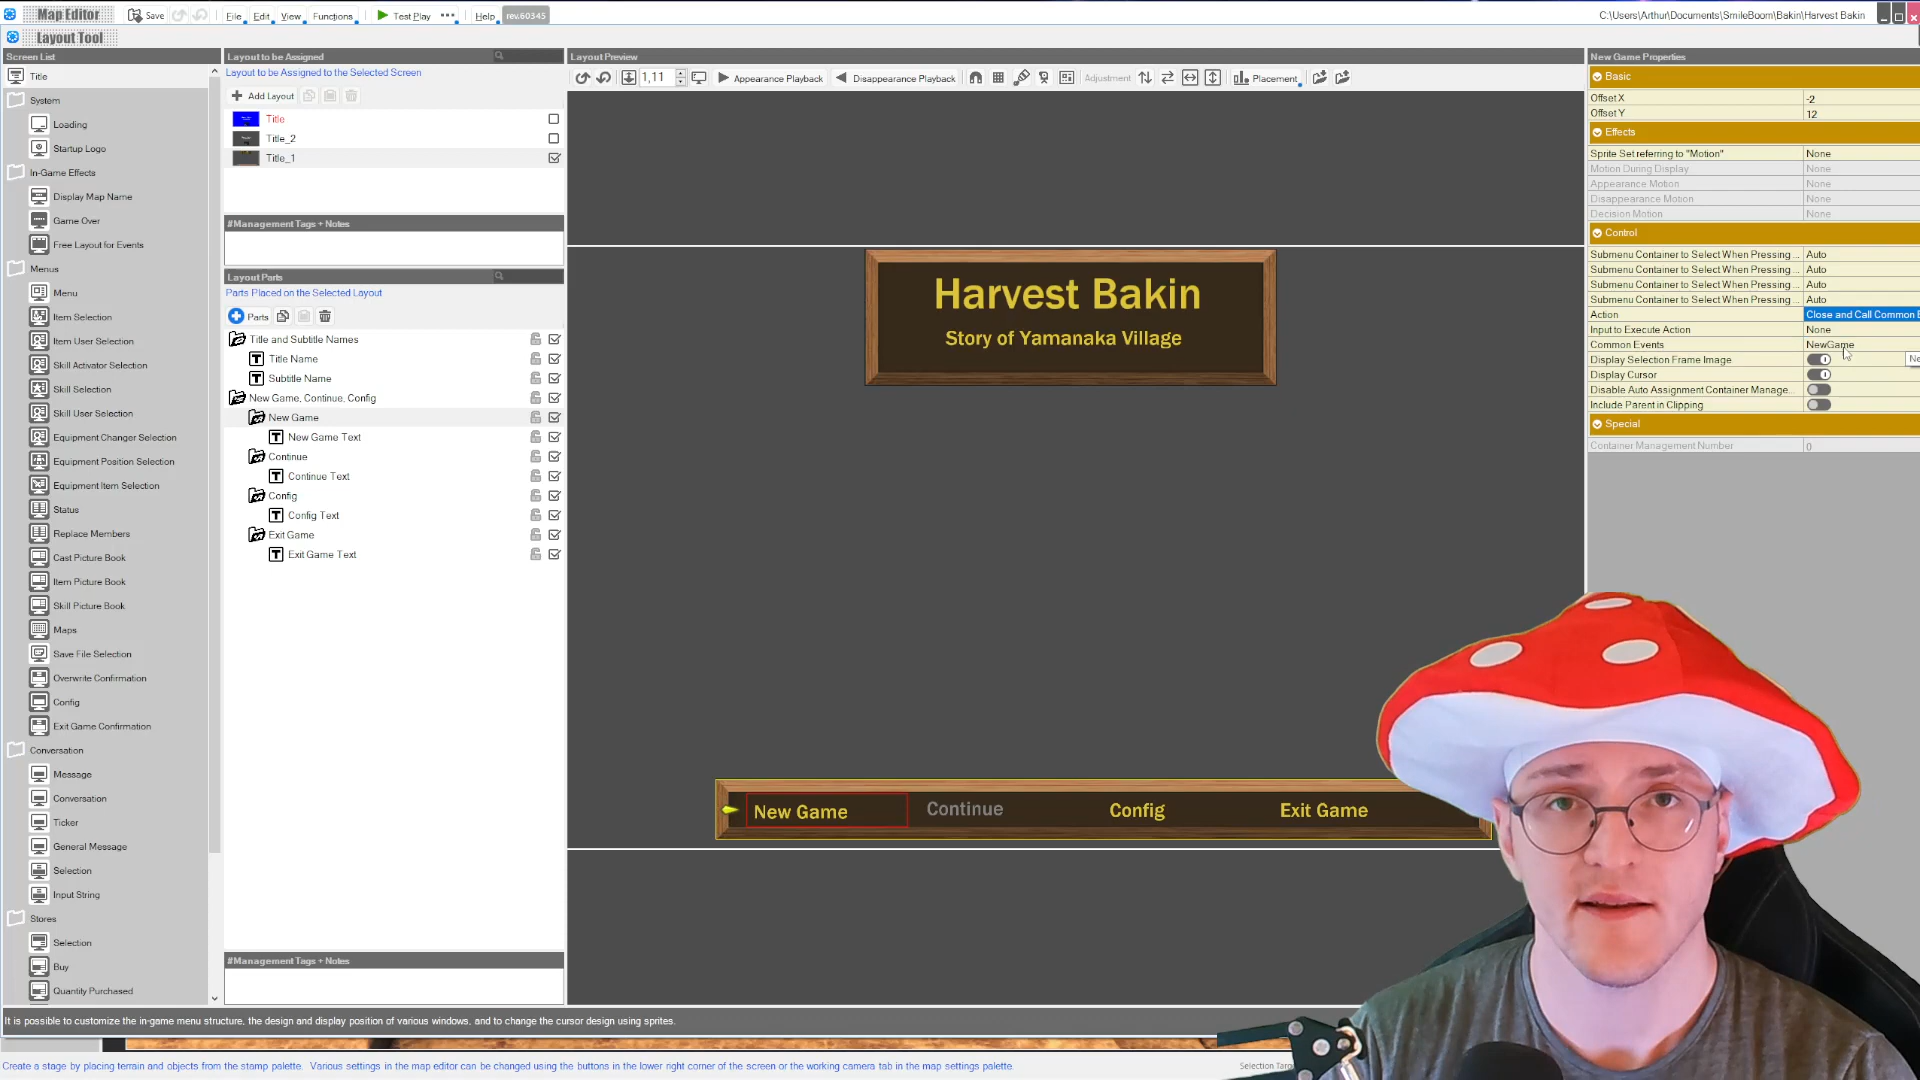 Map Editor
Save
File
Edit
View
Functions
Test Play
Help
rev.60345
C:\Users\Arthur\Documents\SmileBoom\Bakin\Harvest Bakin
Layout Tool
Screen List
Title
System
Loading
Startup Logo
In-Game Effects
Display Map Name
Game Over
Free Layout for Events
Menus
Menu
Item Selection
Item User Selection
Skill Activator Selection
Skill Selection
Skill User Selection
Equipment Changer Selection
Equipment Position Selection
Equipment Item Selection
Status
Replace Members
Cast Picture Book
Item Picture Book
Skill Picture Book
Maps
Save File Selection
Overwrite Confirmation
Config
Exit Game Confirmation
Conversation
Message
Conversation
Ticker
General Message
Selection
Input String
Stores
Selection
Buy
Quantity Purchased
Layout to be Assigned
Layout to be Assigned to the Selected Screen
Add Layout
Title
Title_2
Title_1
#Management Tags + Notes
Layout Parts
Parts Placed on the Selected Layout
Parts
Title and Subtitle Names
Title Name
Subtitle Name
New Game, Continue, Config
New Game
New Game Text
Continue
Continue Text
Config
Config Text
Exit Game
Exit Game Text
#Management Tags + Notes
Layout Preview
1,11
Appearance Playback
Disappearance Playback
Adjustment
Placement
Harvest Bakin
Story of Yamanaka Village
New Game
Continue
Config
Exit Game
New Game Properties
Basic
Offset X -2
Offset Y 12
Effects
Sprite Set referring to "Motion" None
Motion During Display None
Appearance Motion None
Disappearance Motion None
Decision Motion None
Control
Submenu Container to Select When Pressing ... Auto
Submenu Container to Select When Pressing ... Auto
Submenu Container to Select When Pressing ... Auto
Submenu Container to Select When Pressing ... Auto
Action Close and Call Common E
Input to Execute Action None
Common Events NewGame
Display Selection Frame Image Ne
Display Cursor
Disable Auto Assignment Container Manage...
Include Parent in Clipping
Special
Container Management Number 0
It is possible to customize the in-game menu structure, the design and display position of various windows, and to change the cursor design using sprites.
Create a stage by placing terrain and objects from the stamp palette. Various settings in the map editor can be changed using the buttons in the lower right corner of the screen or the working camera tab in the map settings palette.
Selection Targ